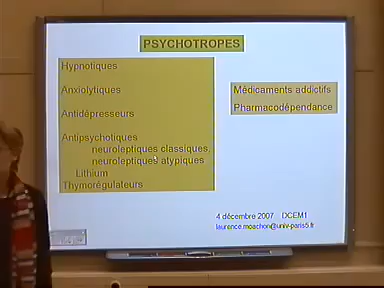 PSYCHOTROPES
Hypnotiques
Anxiolytiques
Antidépresseurs
Antipsychotiques
neuroleptiques classiques,
neuroleptiques atypiques
Lithium
Thymorégulateurs
Médicaments addictifs
Pharmacodépendance
4 décembre 2007 DCEM1
laurence.moachon@univ-paris5.fr